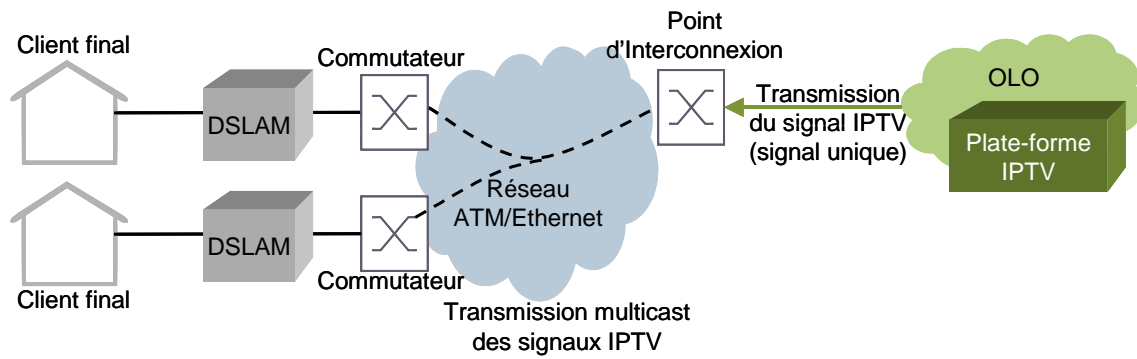 Client final
DSLAM
Commutateur
Point
d'Interconnexion
OLO
Plate-forme
IPTV
Transmission
du signal IPTV
(signal unique)
Réseau
ATM/Ethernet
DSLAM
Client final
Commutateur
Transmission multicast
des signaux IPTV